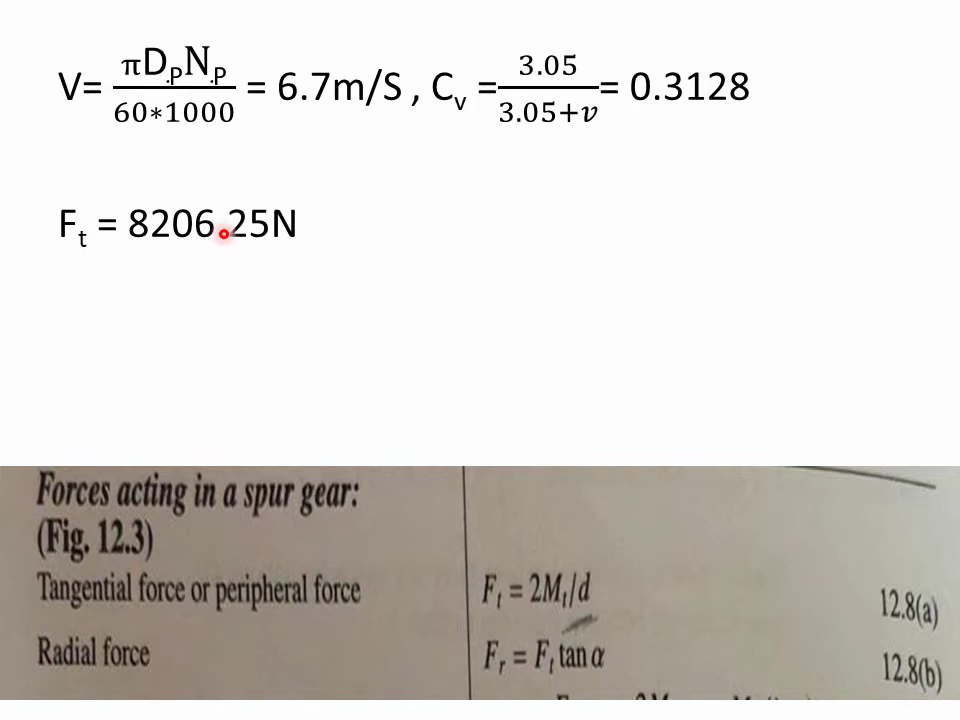 V= πD.PN.P / 60*1000 = 6.7m/S , Cv = 3.05 / 3.05+v = 0.3128
Ft = 8206.25N
Forces acting in a spur gear:
(Fig. 12.3)
Tangential force or peripheral force Ft = 2Mt/d 12.8(a)
Radial force Fr = Ft tan α 12.8(b)